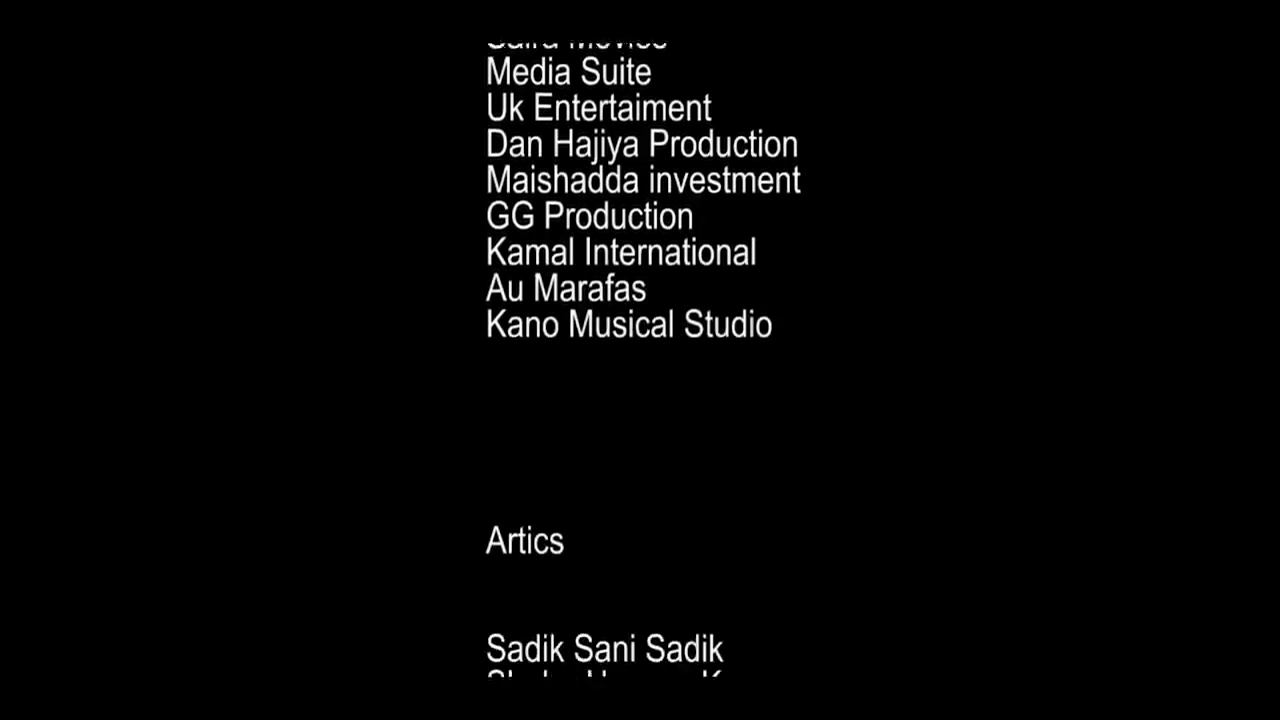 Movies
Media Suite
Uk Entertaiment
Dan Hajiya Production
Maishadda investment
GG Production
Kamal International
Au Marafas
Kano Musical Studio
Artics
Sadik Sani Sadik